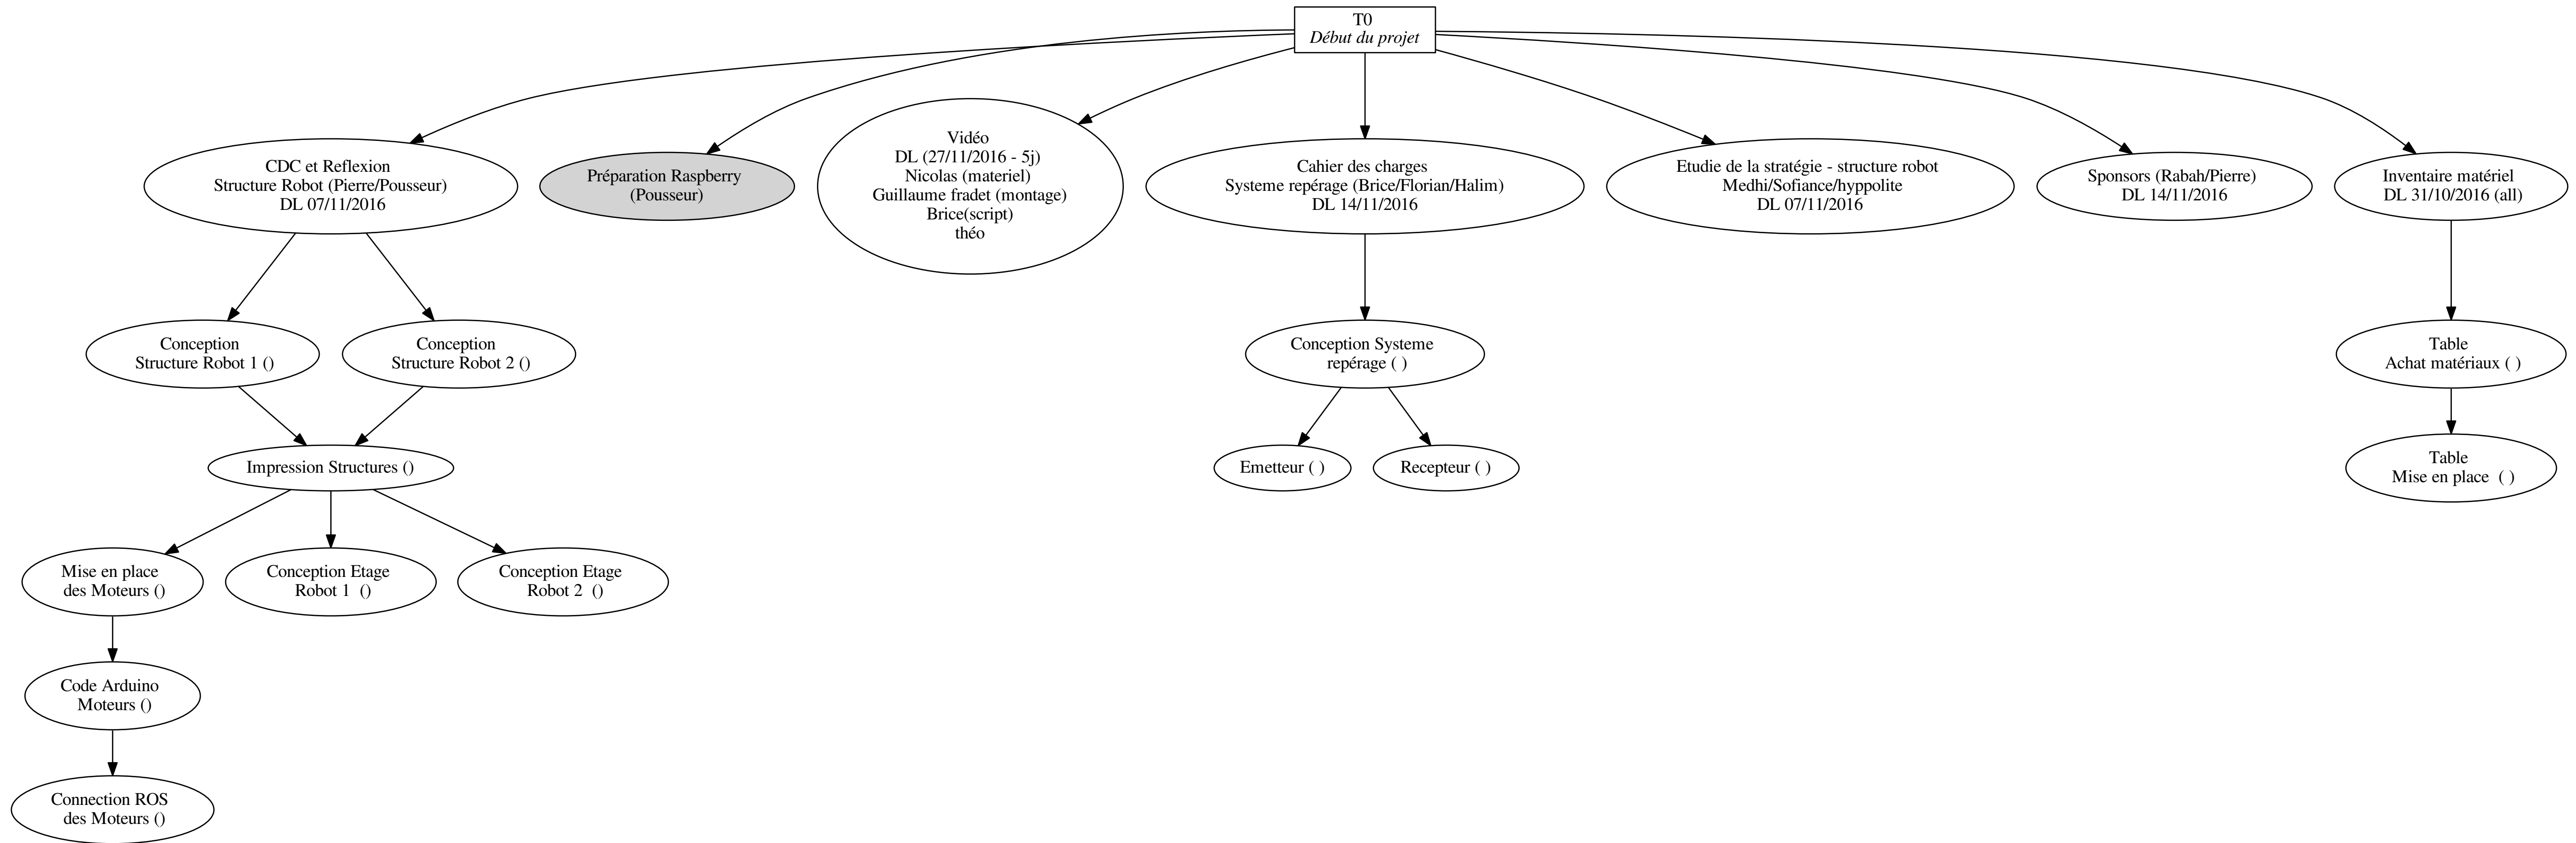 T0
Début du projet
CDC et Reflexion
Structure Robot (Pierre/Pousseur)
DL 07/11/2016
Préparation Raspberry
(Pousseur)
Vidéo
DL (27/11/2016 - 5j)
Nicolas (materiel)
Guillaume fradet (montage)
Brice(script)
théo
Cahier des charges
Systeme repérage (Brice/Florian/Halim)
DL 14/11/2016
Etudie de la stratégie - structure robot
Medhi/Sofiance/hyppolite
DL 07/11/2016
Sponsors (Rabah/Pierre)
DL 14/11/2016
Inventaire matériel
DL 31/10/2016 (all)
Conception
Structure Robot 1 ()
Conception
Structure Robot 2 ()
Conception Systeme
repérage ( )
Table
Achat matériaux ( )
Impression Structures ()
Emetteur ( )
Recepteur ( )
Table
Mise en place  ( )
Mise en place
des Moteurs ()
Conception Etage
Robot 1  ()
Conception Etage
Robot 2  ()
Code Arduino
Moteurs ()
Connection ROS
des Moteurs ()